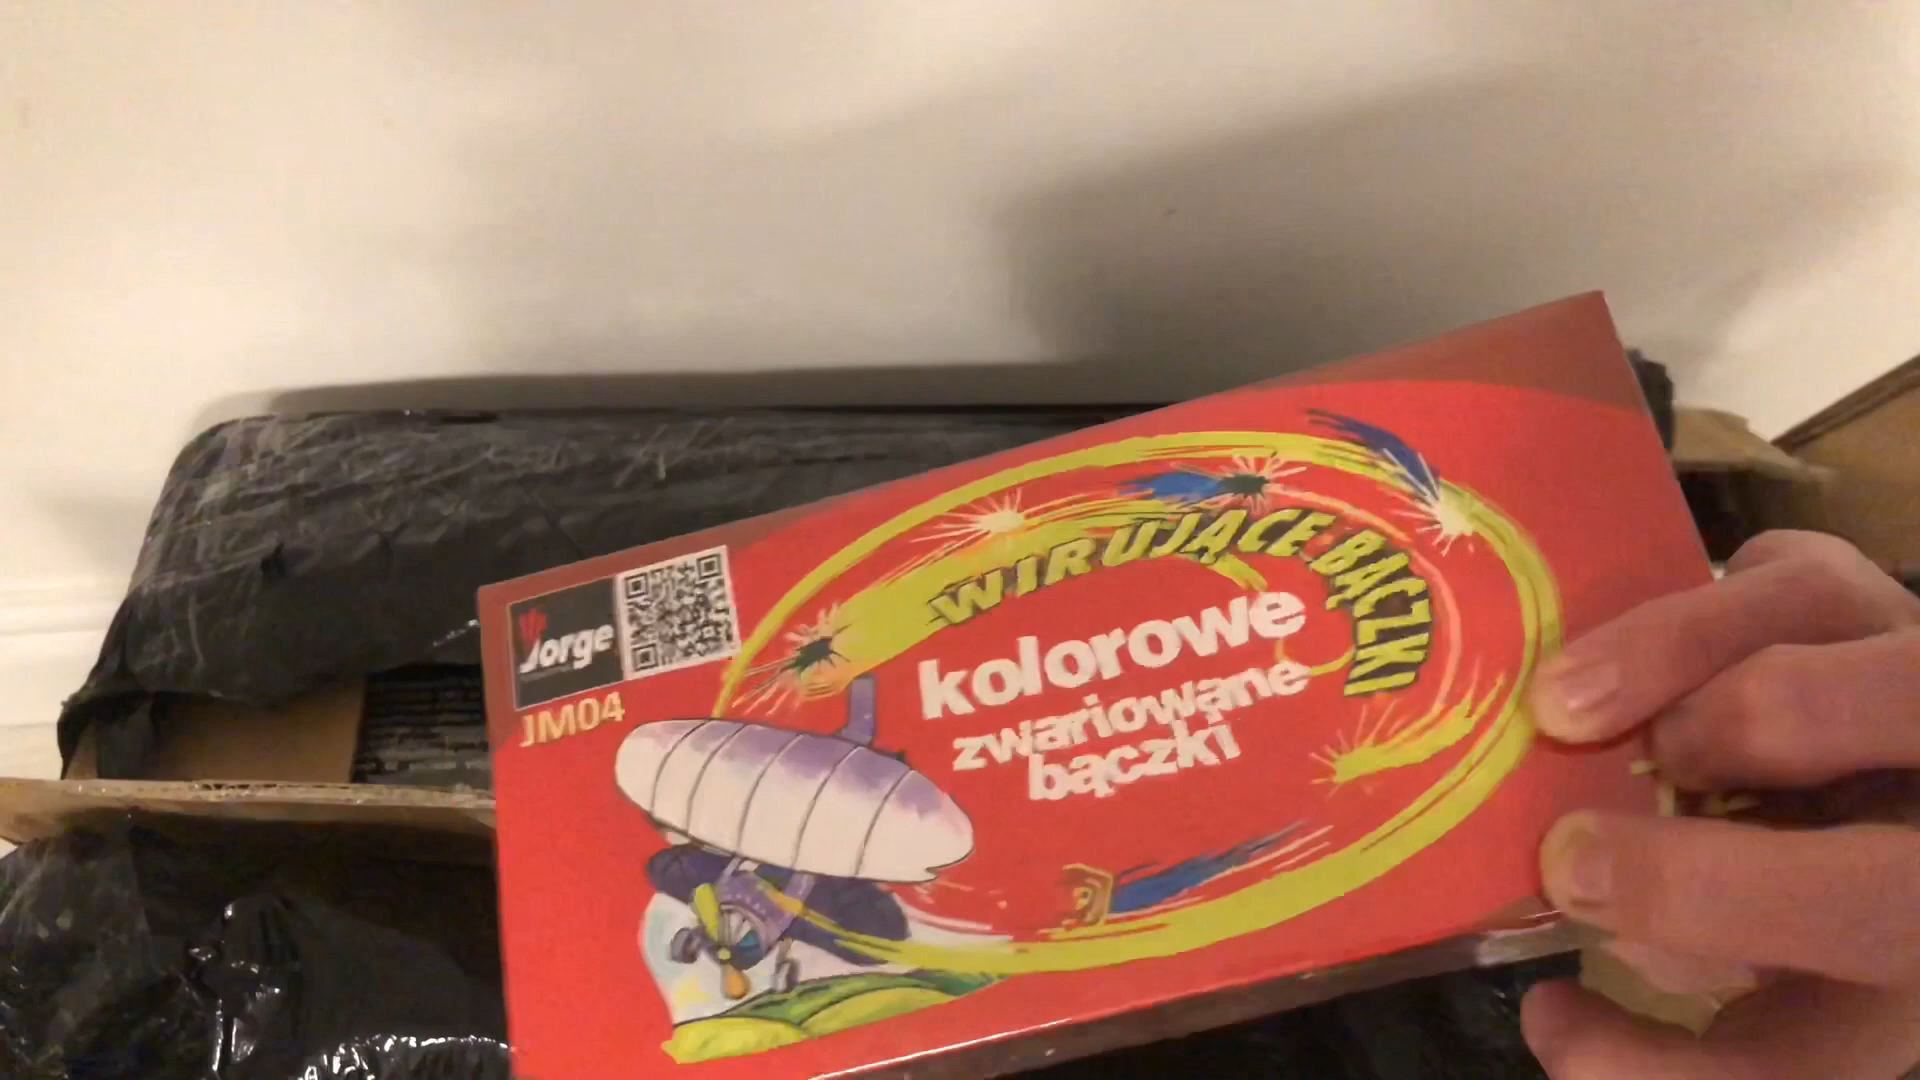 Jorge
JM04
WIRUJĄCE BĄCZKI
kolorowe
zwariowane
bączki